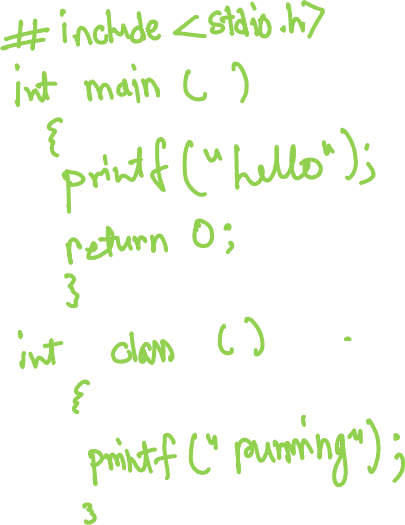 #include <stdio.h>
int main ( )
{
printf("hello");
return 0;
}
int class ( )
{
printf("running");
}